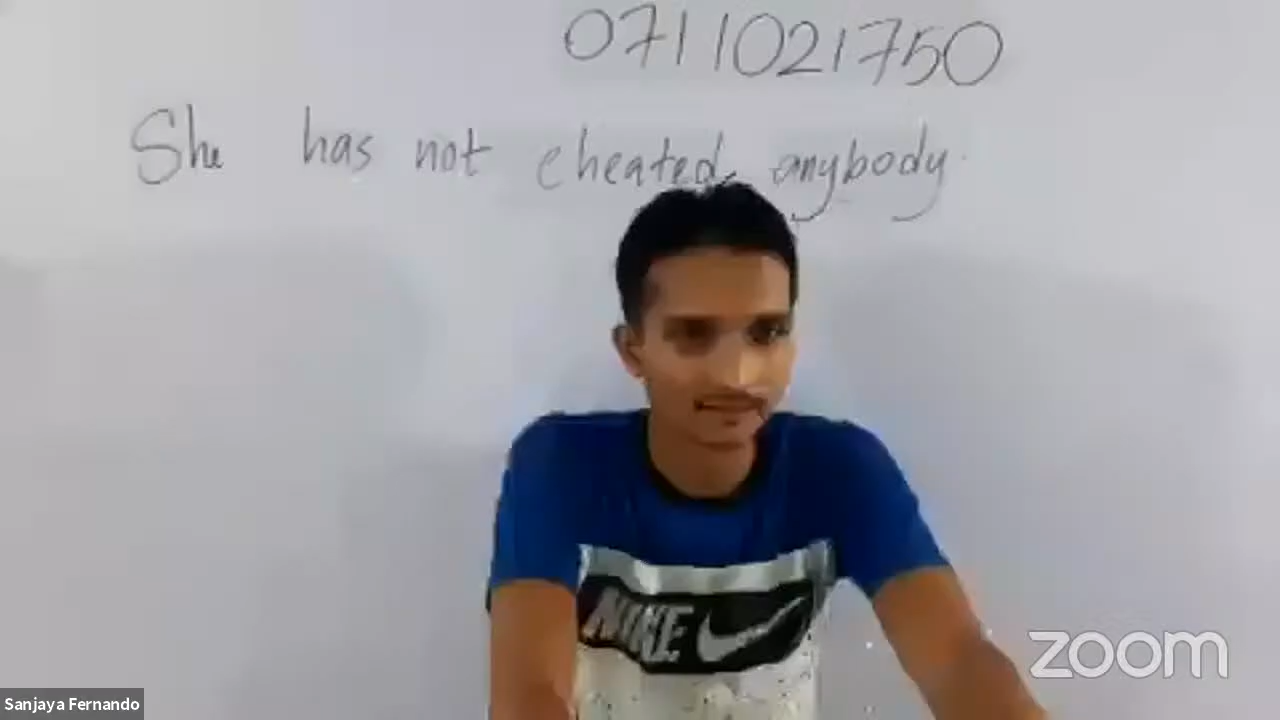 0711021750
She has not cheated anybody.
NIKE
zoom
Sanjaya Fernando